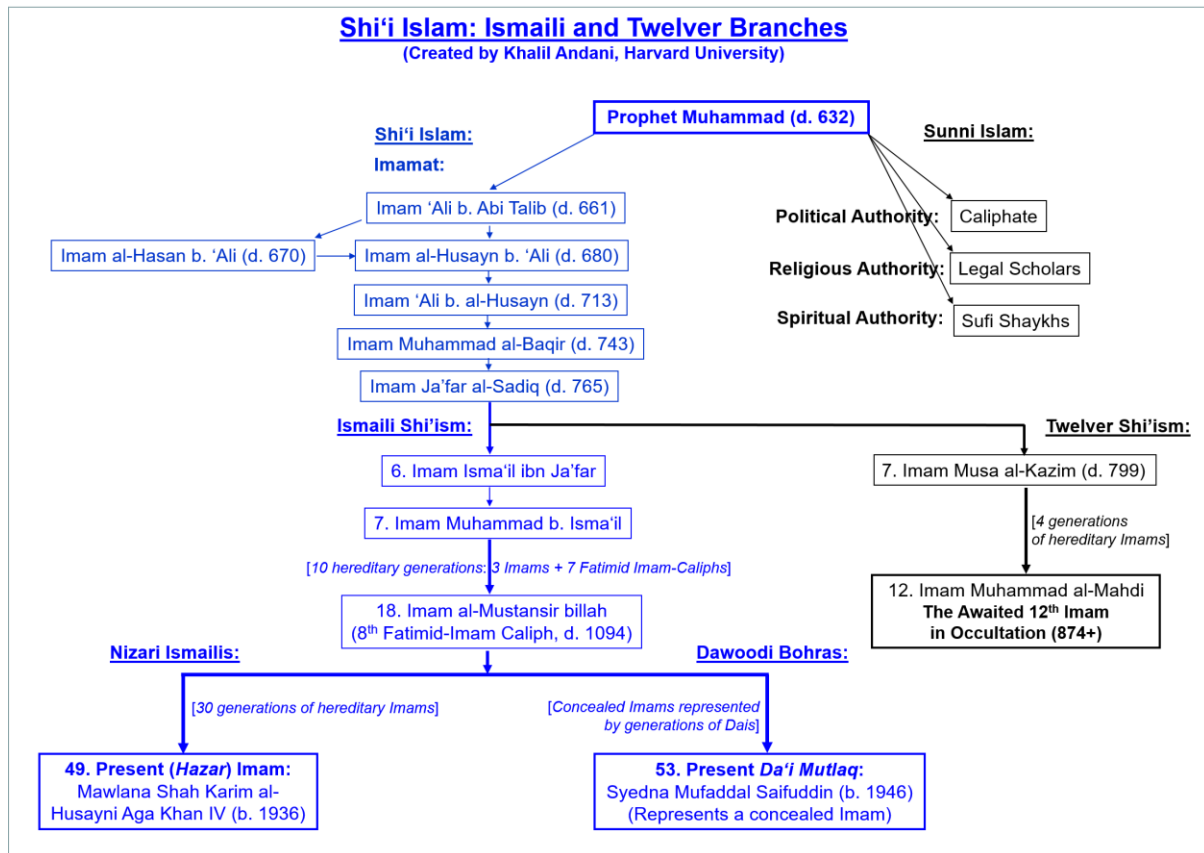 Shi‘i Islam: Ismaili and Twelver Branches
(Created by Khalil Andani, Harvard University)
Prophet Muhammad (d. 632)
Shi‘i Islam:
Imamat:
Sunni Islam:
Imam ‘Ali b. Abi Talib (d. 661)
Political Authority: Caliphate
Imam al-Hasan b. ‘Ali (d. 670)
Imam al-Husayn b. ‘Ali (d. 680)
Religious Authority: Legal Scholars
Imam ‘Ali b. al-Husayn (d. 713)
Spiritual Authority: Sufi Shaykhs
Imam Muhammad al-Baqir (d. 743)
Imam Ja’far al-Sadiq (d. 765)
Ismaili Shi’ism:
Twelver Shi’ism:
6. Imam Isma‘il ibn Ja’far
7. Imam Musa al-Kazim (d. 799)
7. Imam Muhammad b. Isma‘il
[4 generations
of hereditary Imams]
[10 hereditary generations: 3 Imams + 7 Fatimid Imam-Caliphs]
12. Imam Muhammad al-Mahdi
The Awaited 12th Imam
in Occultation (874+)
18. Imam al-Mustansir billah
(8th Fatimid-Imam Caliph, d. 1094)
Nizari Ismailis:
Dawoodi Bohras:
[30 generations of hereditary Imams]
[Concealed Imams represented
by generations of Dais]
49. Present (Hazar) Imam:
Mawlana Shah Karim al-
Husayni Aga Khan IV (b. 1936)
53. Present Da‘i Mutlaq:
Syedna Mufaddal Saifuddin (b. 1946)
(Represents a concealed Imam)